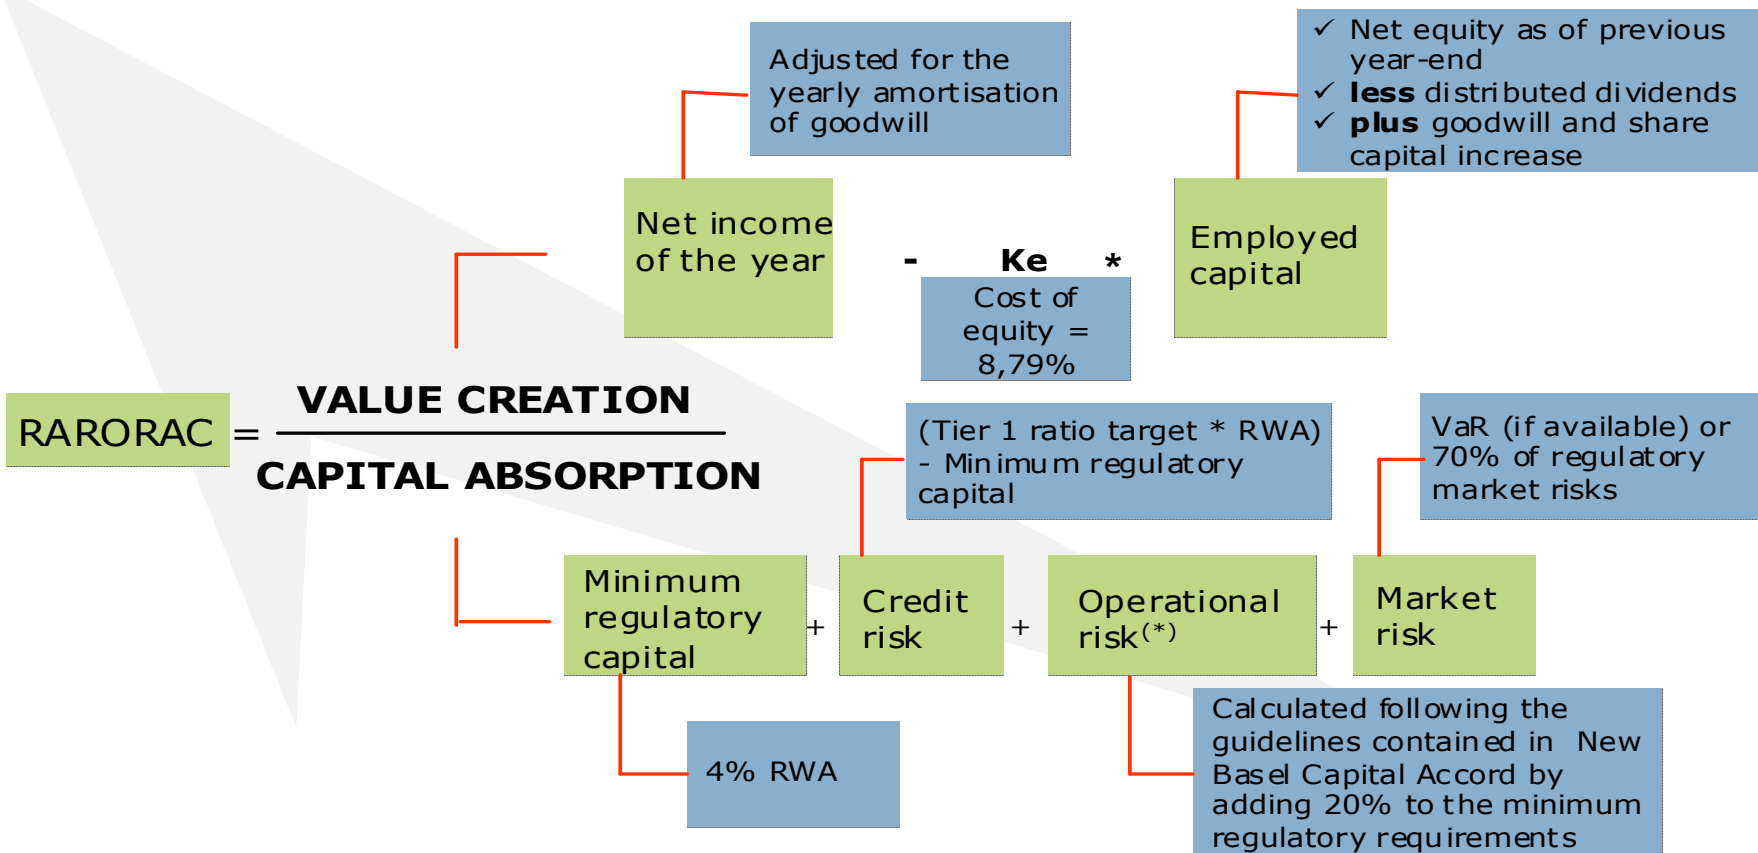 Adjusted for the
yearly amortisation
of goodwill
✓ Net equity as of previous
year-end
✓ less distributed dividends
✓ plus goodwill and share
capital increase
Net income
of the year
-
Ke
*
Employed
capital
Cost of
equity =
8,79%
RARORAC
=
VALUE CREATION
CAPITAL ABSORPTION
(Tier 1 ratio target * RWA)
- Minimum regulatory
capital
VaR (if available) or
70% of regulatory
market risks
Minimum
regulatory
capital
+
Credit
risk
+
Operational
risk(*)
+
Market
risk
4% RWA
Calculated following the
guidelines contained in New
Basel Capital Accord by
adding 20% to the minimum
regulatory requirements